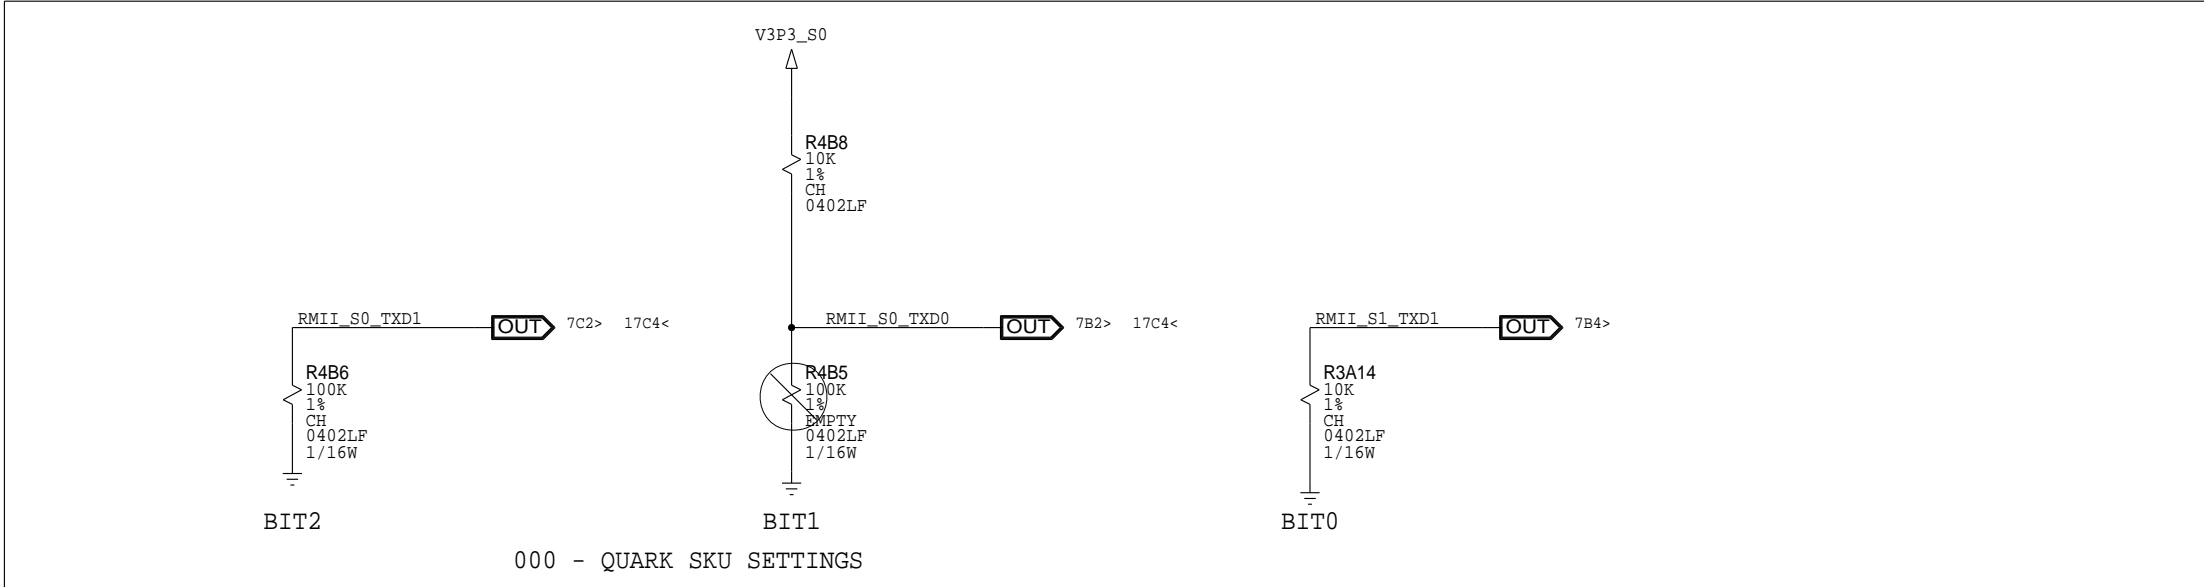 V3P3_S0
R4B8
10K
1%
CH
0402LF
RMII_S0_TXD1
OUT
7C2>
17C4<
RMII_S0_TXD0
OUT
7B2>
17C4<
RMII_S1_TXD1
OUT
7B4>
R4B6
100K
1%
CH
0402LF
1/16W
R4B5
100K
1%
EMPTY
0402LF
1/16W
R3A14
10K
1%
CH
0402LF
1/16W
BIT2
BIT1
BIT0
000 - QUARK SKU SETTINGS